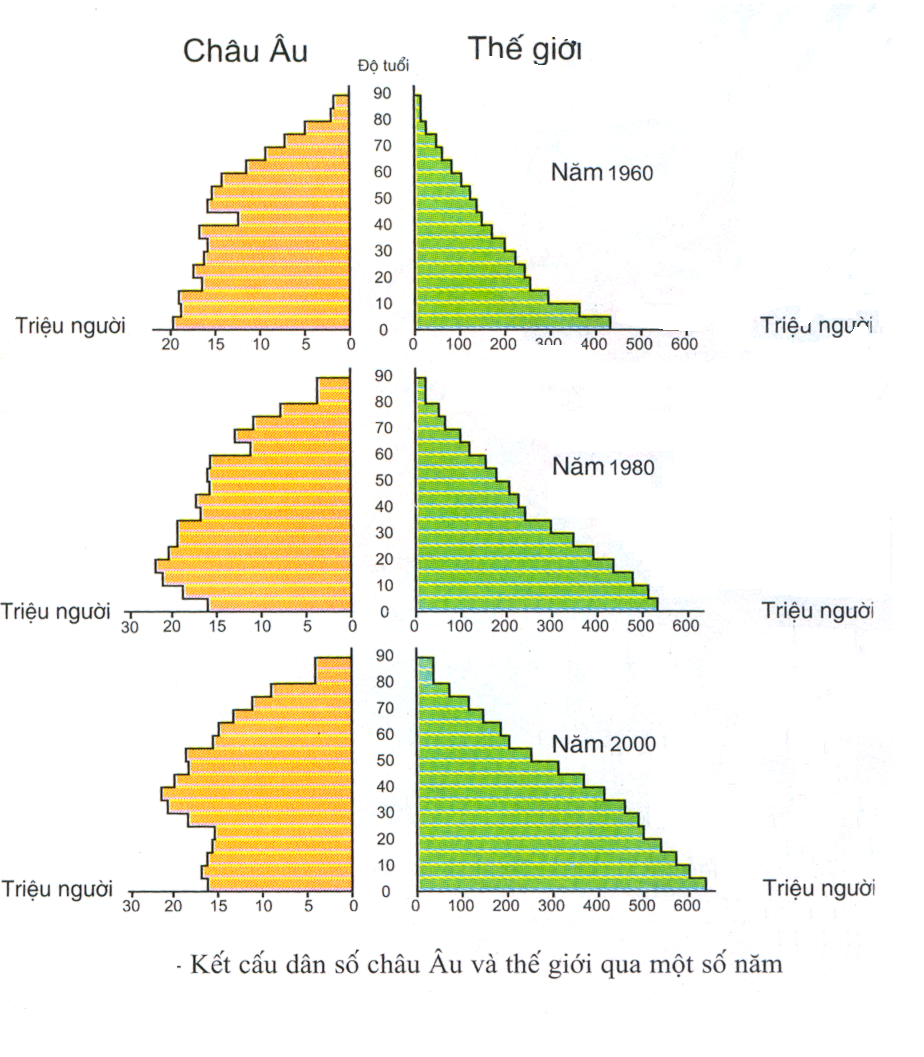 Châu Âu Thế giới
Độ tuổi
90
80
70
60
50
40
30
20
10
0
Năm 1960
Triệu người
20 15 10 5 0
0 100 200 300 400 500 600
Triệu người
90
80
70
60
50
40
30
20
10
0
Năm 1980
Triệu người
30 20 15 10 5 0
0 100 200 300 400 500 600
Triệu người
90
80
70
60
50
40
30
20
10
0
Năm 2000
Triệu người
30 20 15 10 5 0
0 100 200 300 400 500 600
Triệu người
- Kết cấu dân số châu Âu và thế giới qua một số năm